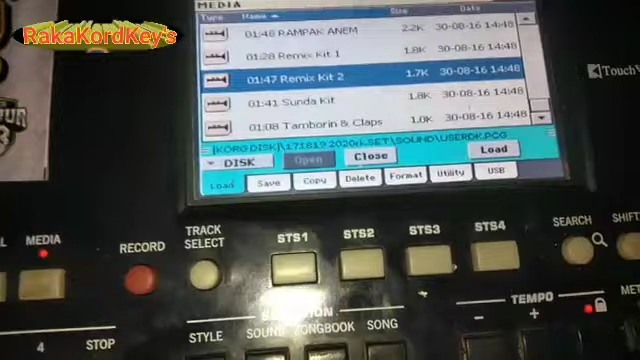 RakaKordKey's
MEDIA
Type Name Size Date
01:48 RAMPAK ANEM 2.2K 30-08-16 14:48
01:28 Remix Kit 1 1.8K 30-08-16 14:48
01:47 Remix Kit 2 1.7K 30-08-16 14:48
01:41 Sunda Kit 1.8K 30-08-16 14:48
01:08 Tamborin & Claps 1.0K 30-08-16 14:48
DISK Open Close Load
Load Save Copy Delete Format Utility USB
Touch
MEDIA RECORD TRACK SELECT STS1 STS2 STS3 STS4 SEARCH SHIFT
TEMPO
- +
4 STOP STYLE SONGBOOK SONG